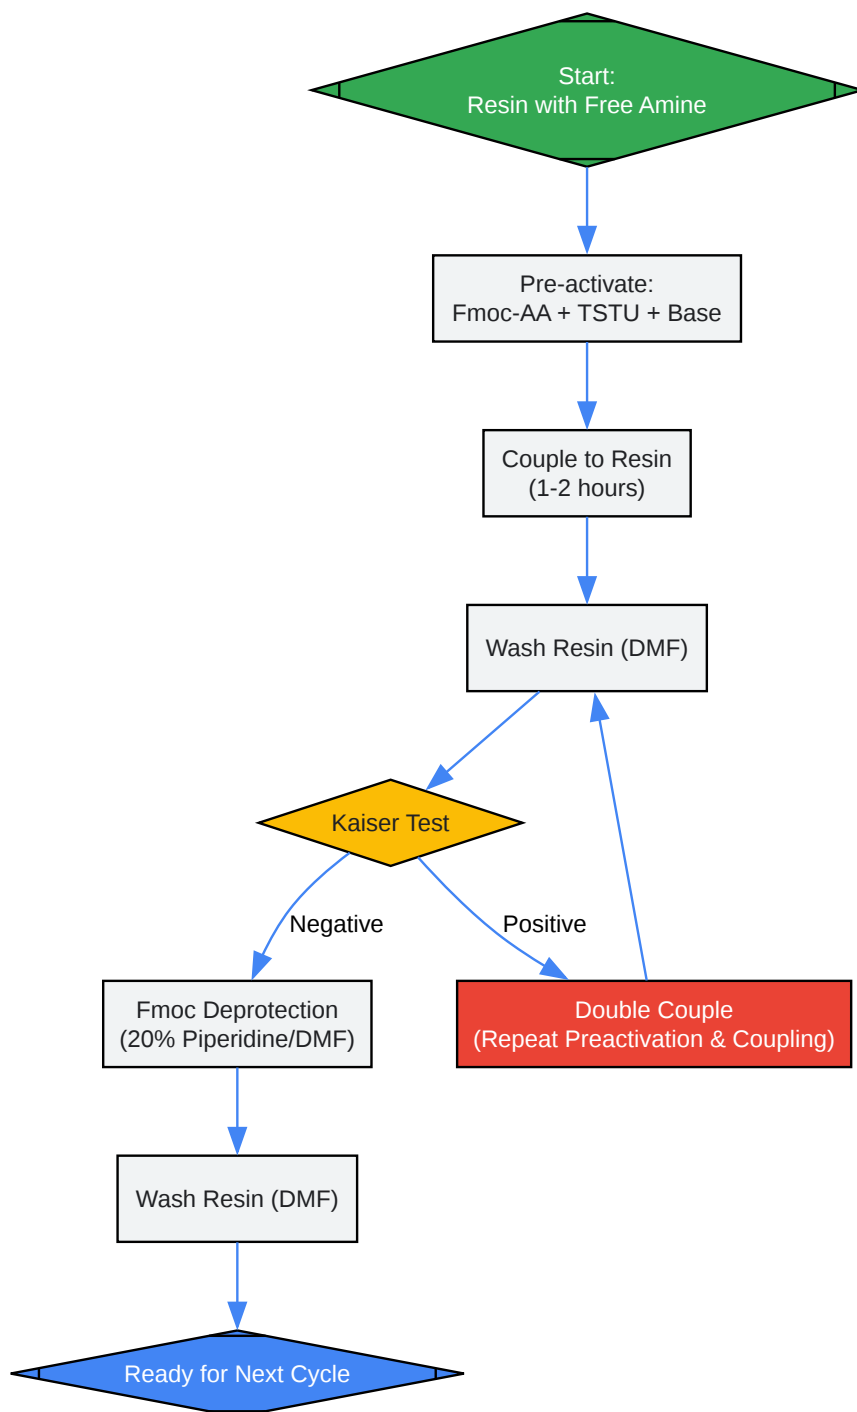 Start:
Resin with Free Amine
Pre-activate:
Fmoc-AA + TSTU + Base
Couple to Resin
(1-2 hours)
Wash Resin (DMF)
Kaiser Test
Negative
Positive
Fmoc Deprotection
(20% Piperidine/DMF)
Double Couple
(Repeat Preactivation & Coupling)
Wash Resin (DMF)
Ready for Next Cycle